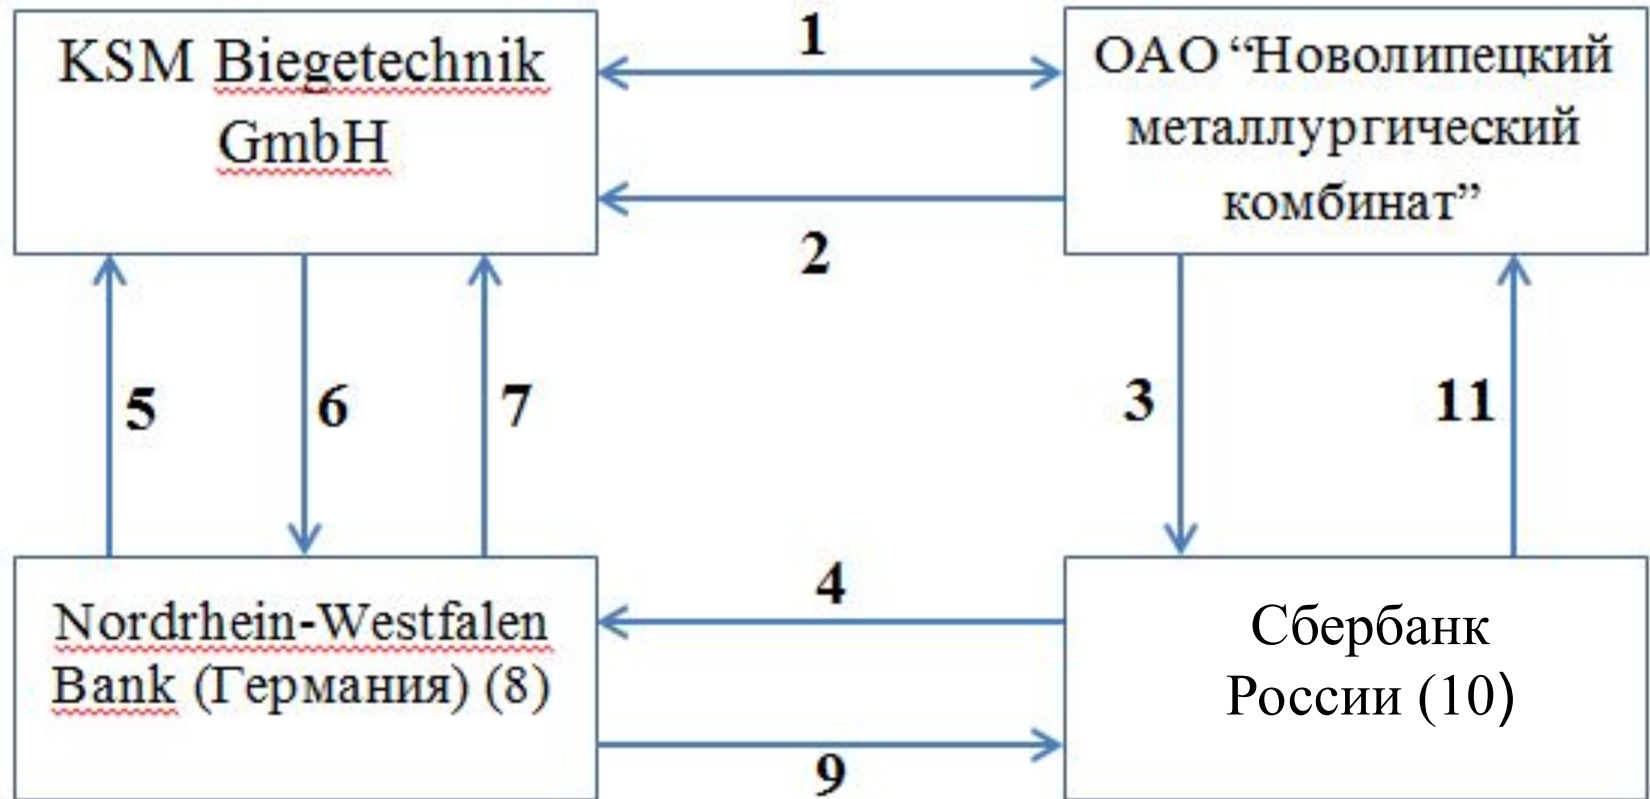 KSM Biegetechnik
GmbH
1
ОАО “Новолипецкий
металлургический
комбинат”
2
5
6
7
3
11
Nordrhein-Westfalen
Bank (Германия) (8)
4
9
Сбербанк
России (10)